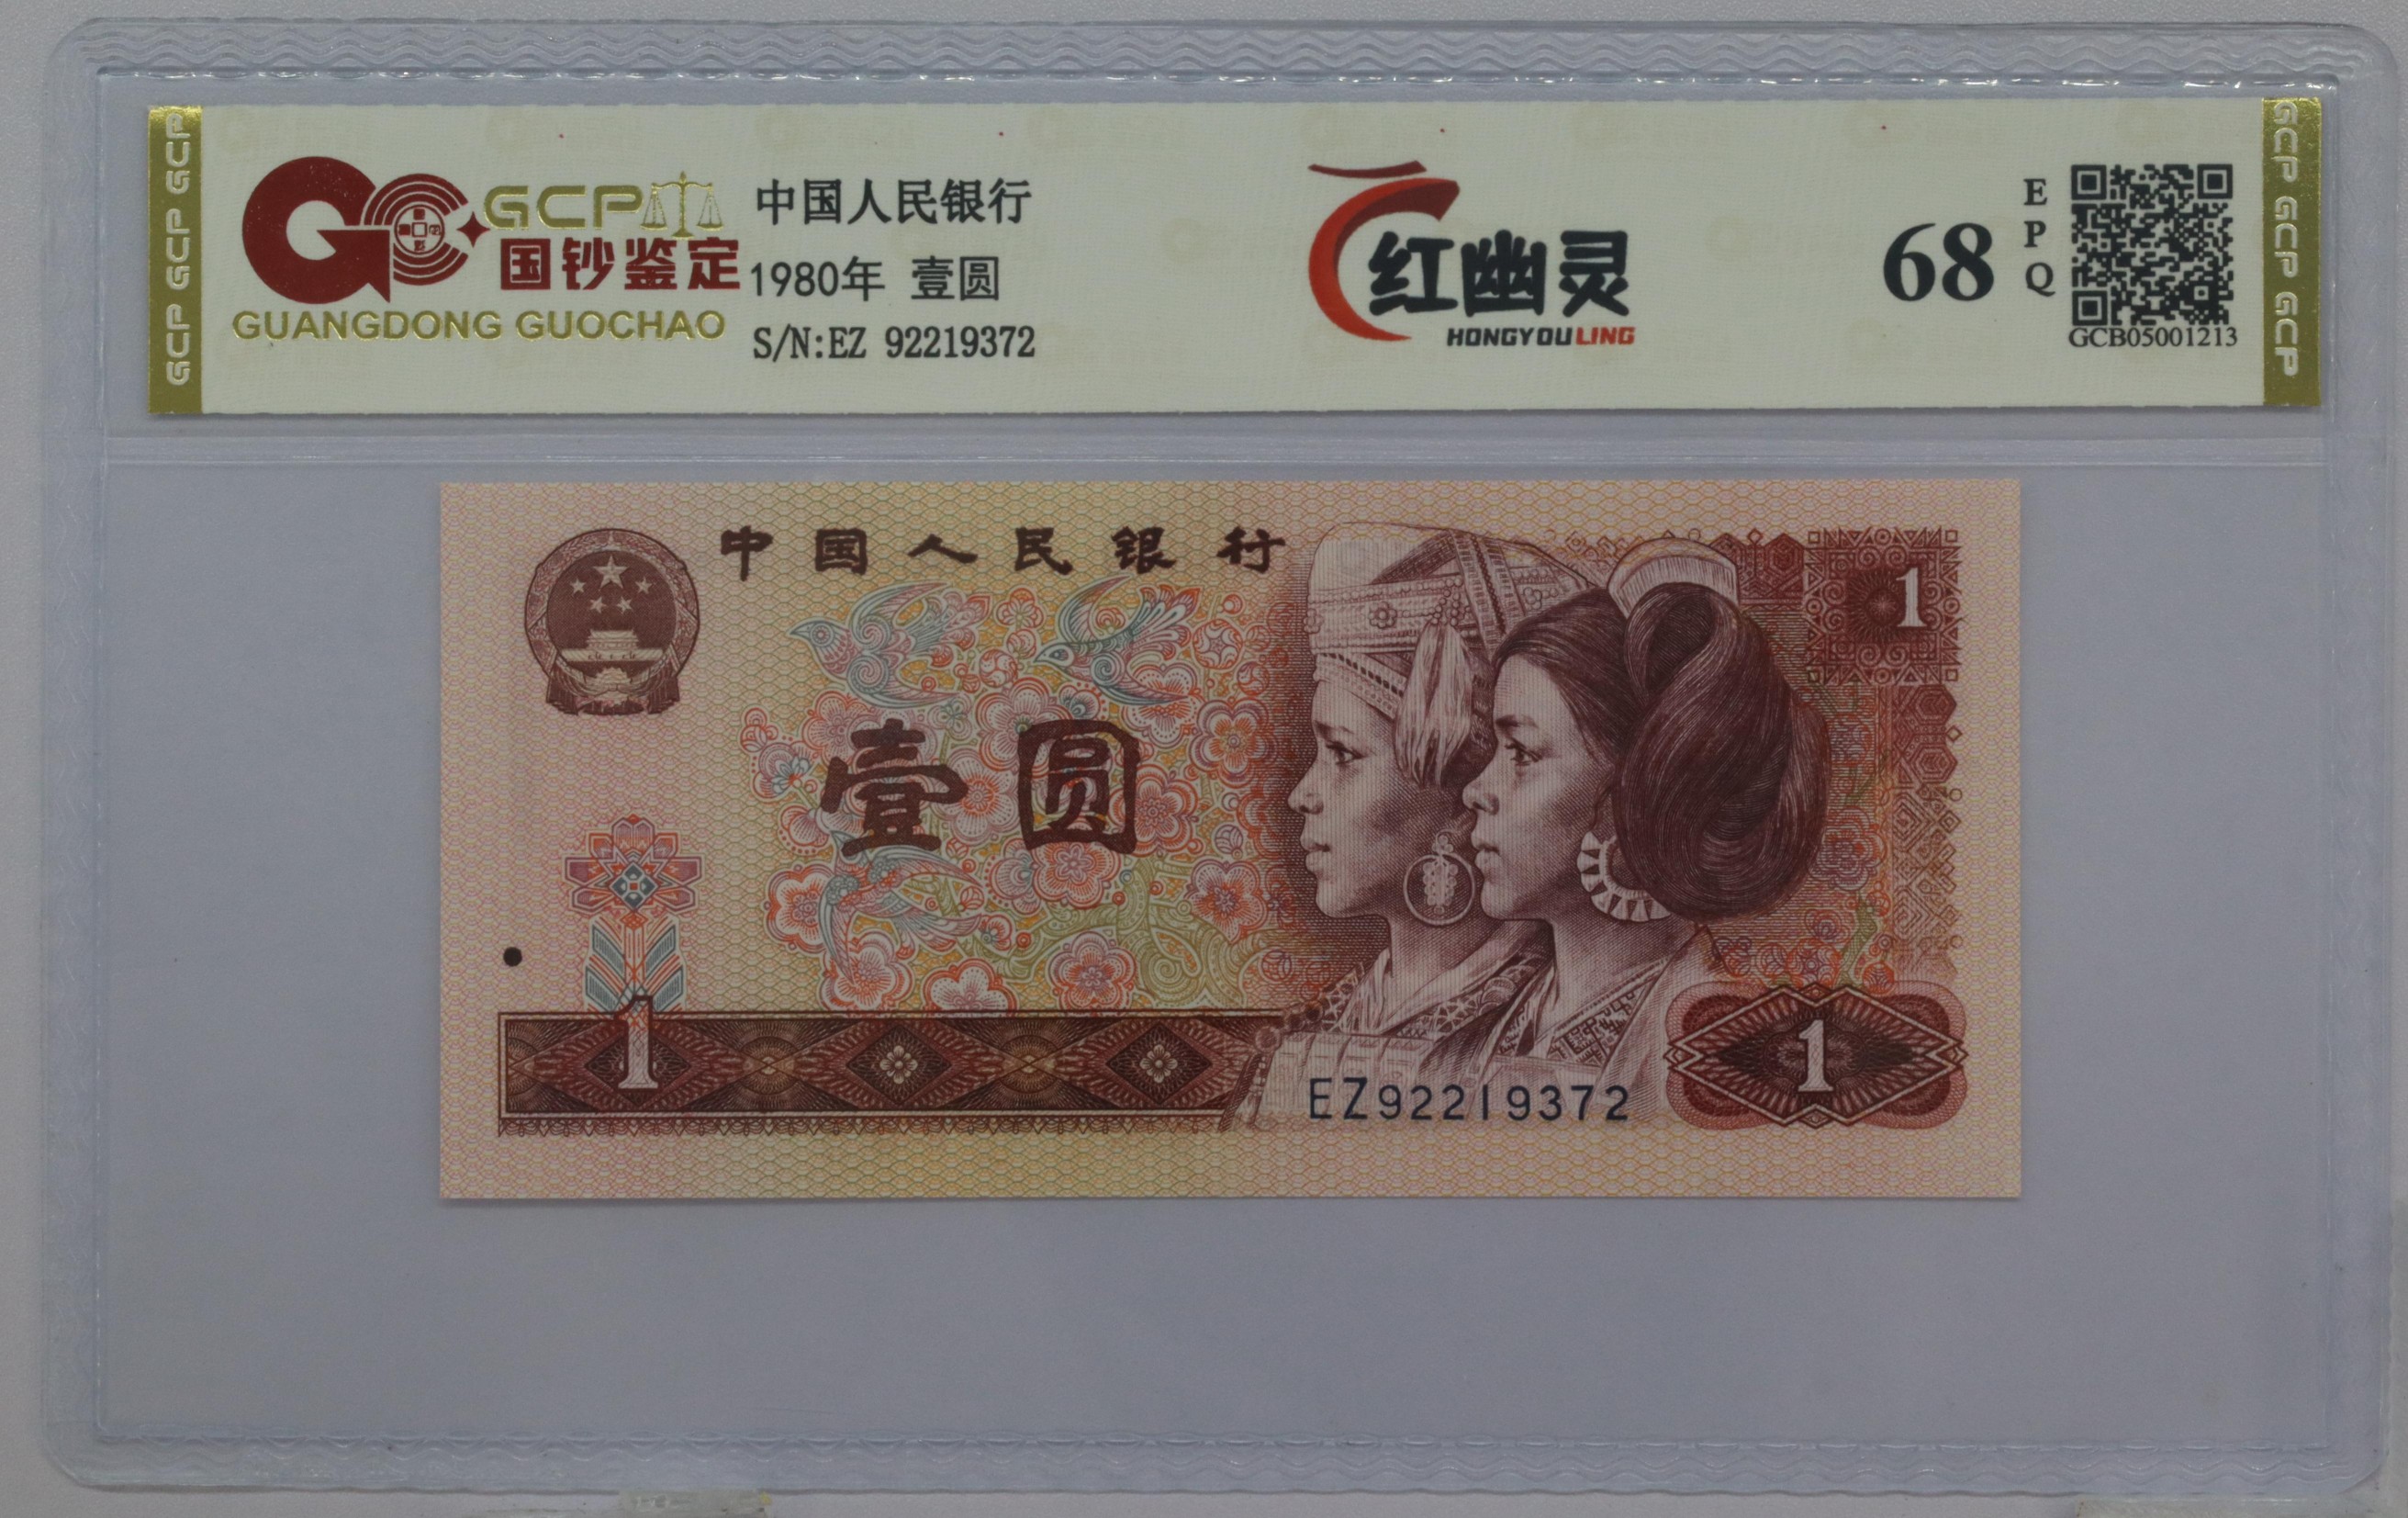 GCP GCP GCP
GCP
国钞鉴定
GUANGDONG GUOCHAO
中国人民银行
1980年 壹圆
S/N:EZ 92219372
红幽灵
HONGYOULING
68
EPQ
GCB05001213
GCP GCP GCP
中国人民银行
1
壹圆
1
EZ92219372
1